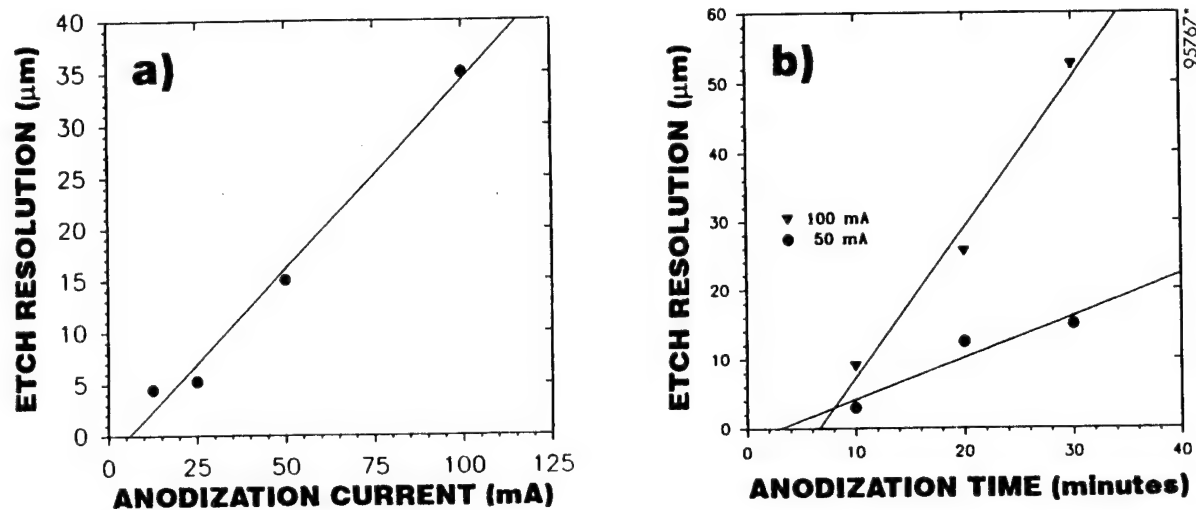 a)
ETCH RESOLUTION (μm)
40
35
30
25
20
15
10
5
0
0 25 50 75 100 125
ANODIZATION CURRENT (mA)
b)
95767*
ETCH RESOLUTION (μm)
60
50
40
30
20
10
0
100 mA
50 mA
0 10 20 30 40
ANODIZATION TIME (minutes)